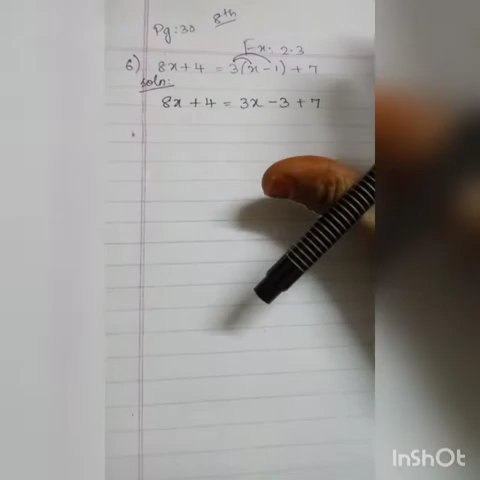 8th
Pg:30
Ex: 2.3
6) 8x+4 = 3(x-1)+7
Soln:
8x+4 = 3x-3+7
InShOt